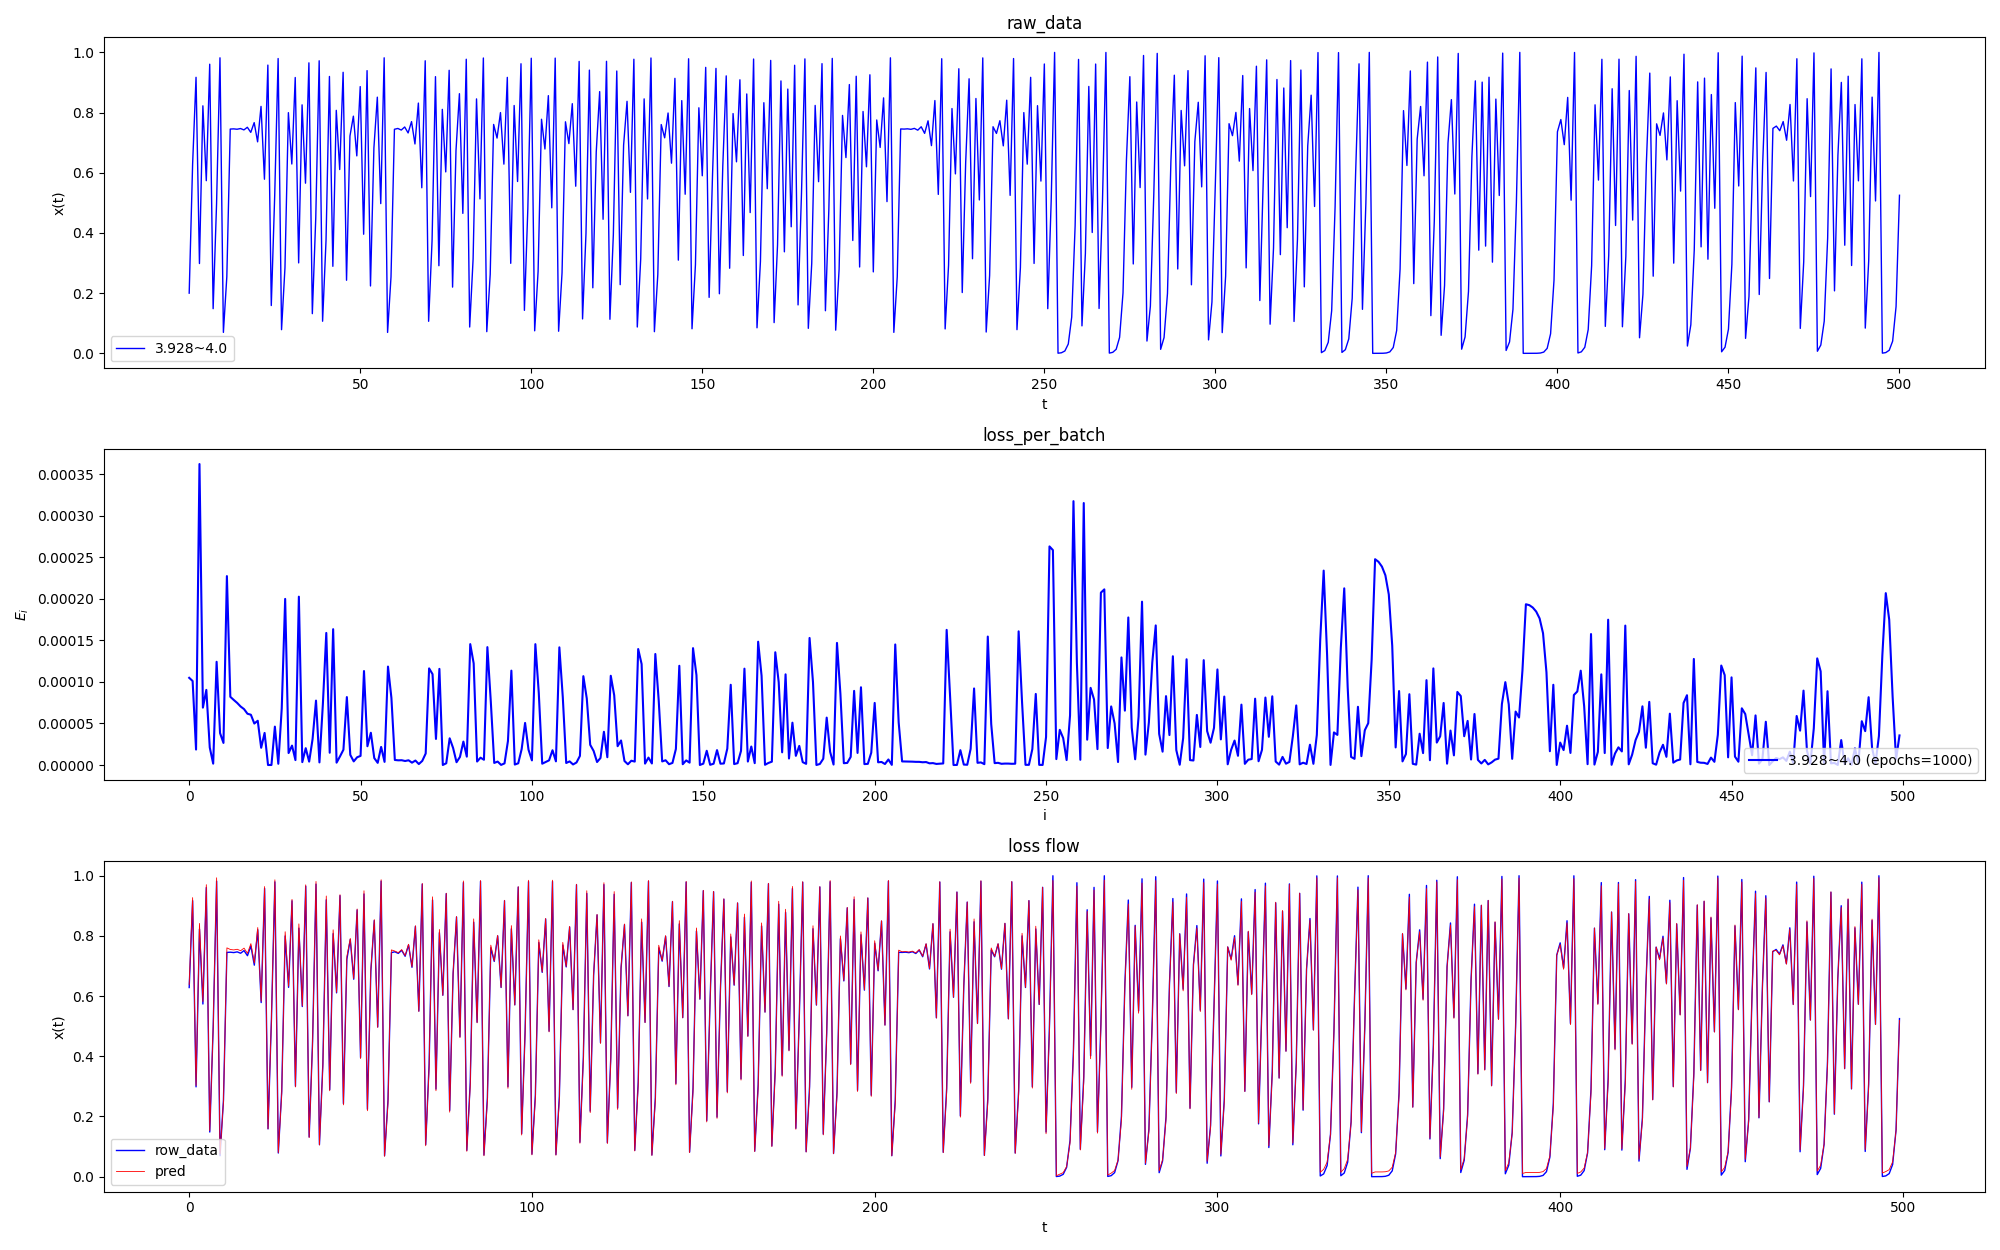 raw_data
1.0
0.8
0.6
0.4
0.2
0.0
x(t)
3.928~4.0
50 100 150 200 250 300 350 400 450 500
t
loss_per_batch
0.00035
0.00030
0.00025
0.00020
0.00015
0.00010
0.00005
0.00000
E_i
3.928~4.0 (epochs=1000)
0 50 100 150 200 250 300 350 400 450 500
i
loss flow
1.0
0.8
0.6
0.4
0.2
0.0
x(t)
row_data
pred
0 100 200 300 400 500
t